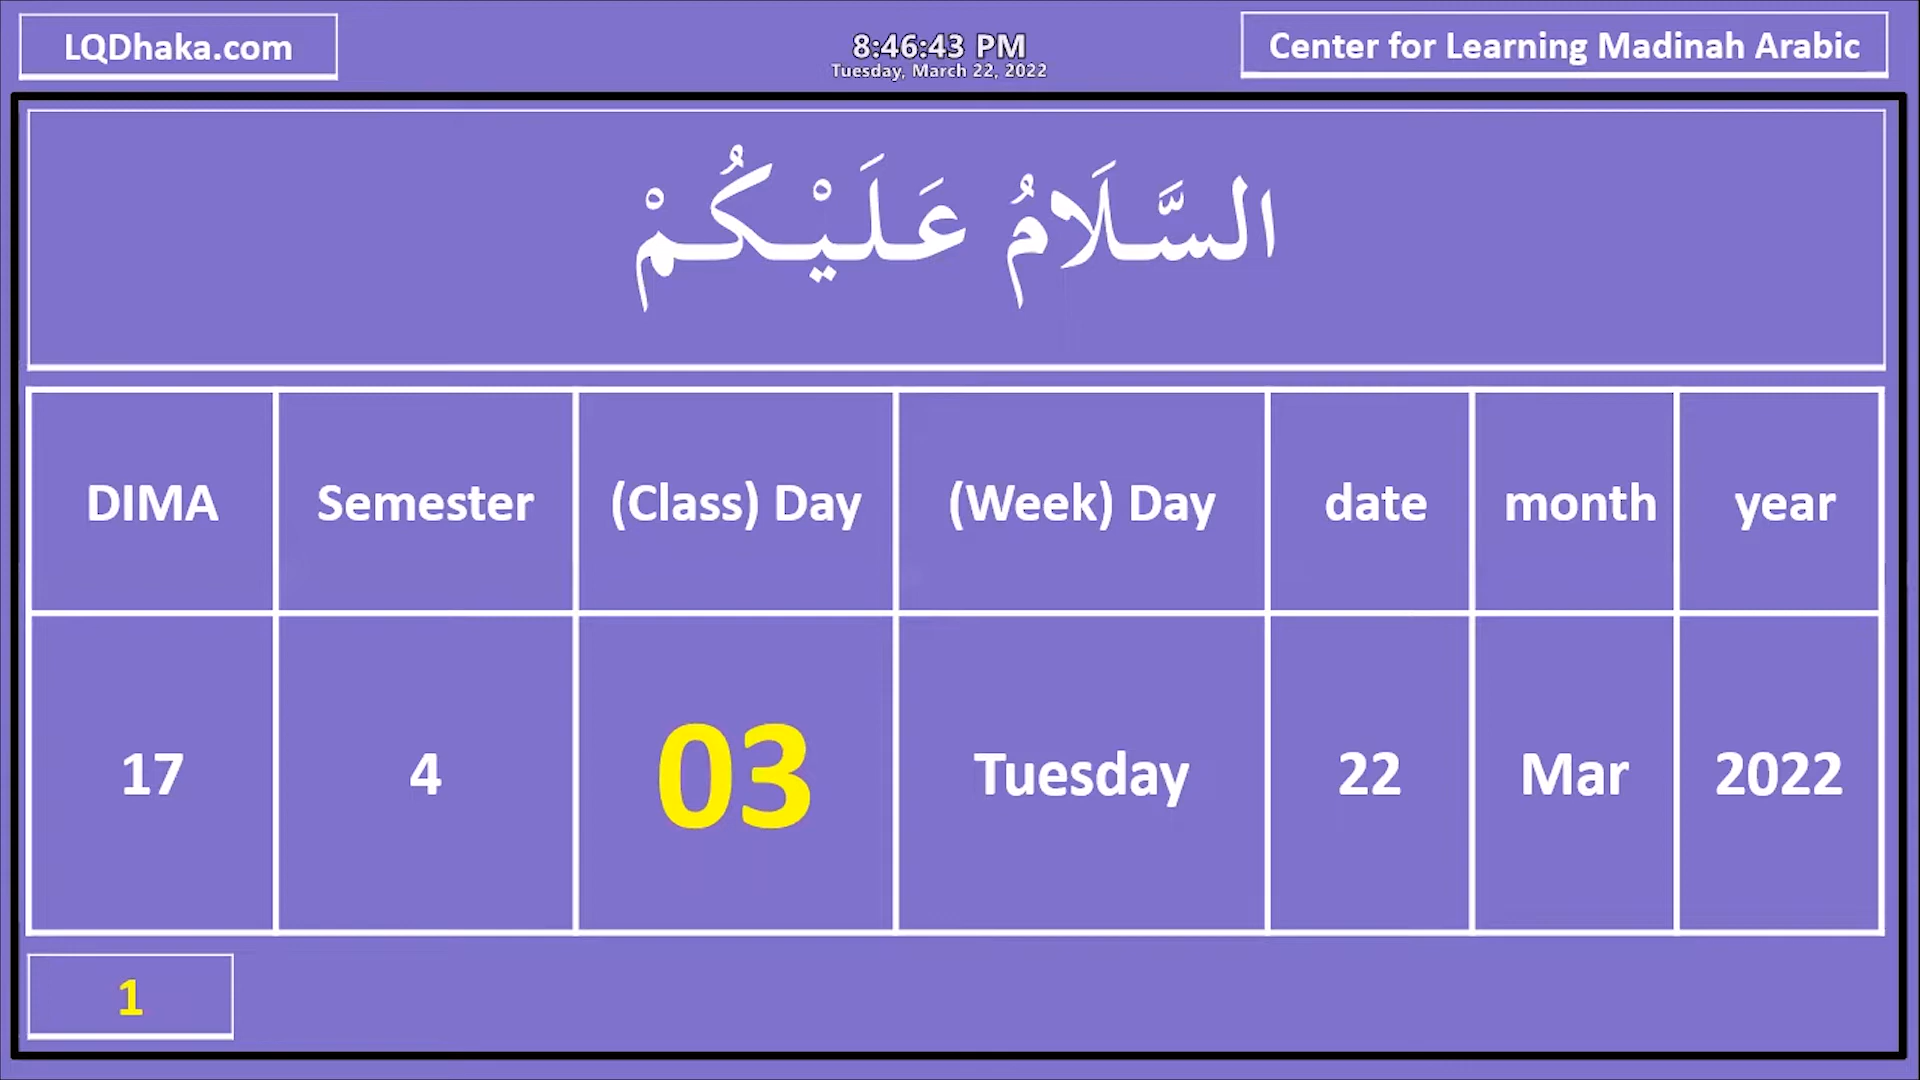 LQDhaka.com
8:46:43 PM
Tuesday, March 22, 2022
Center for Learning Madinah Arabic
السَّلَامُ عَلَيْكُمْ
DIMA Semester (Class) Day (Week) Day date month year
17 4 03 Tuesday 22 Mar 2022
1